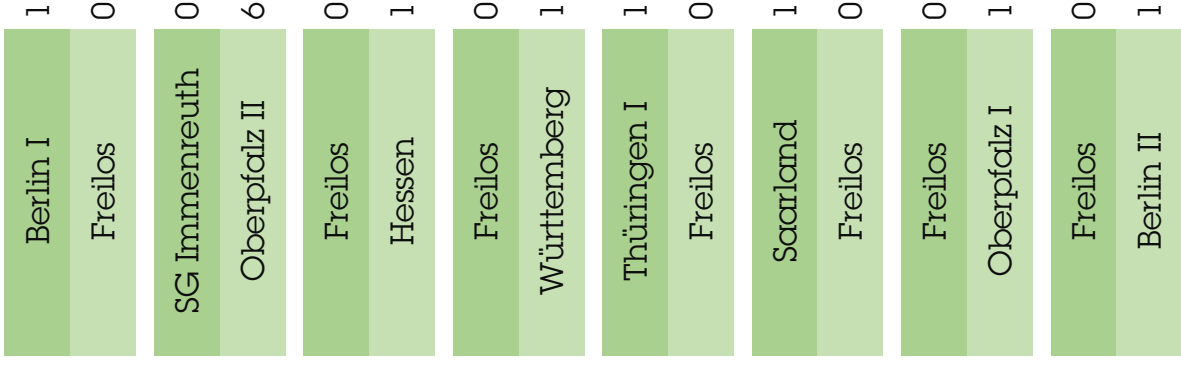 Berlin I 1
Freilos 0
SG Immenreuth 0
Oberpfalz II 6
Freilos 0
Hessen 1
Freilos 0
Württemberg 1
Thüringen I 1
Freilos 0
Saarland 1
Freilos 0
Freilos 0
Oberpfalz I 1
Freilos 0
Berlin II 1